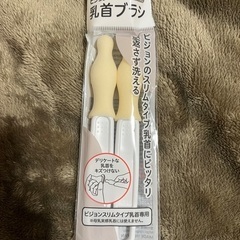 乳首ブラシ
ビジョンのスリムタイプ乳首にピッタリ
返さず洗える
デリケートな
乳首を
キズつけない
ビジョンスリムタイプ乳首専用